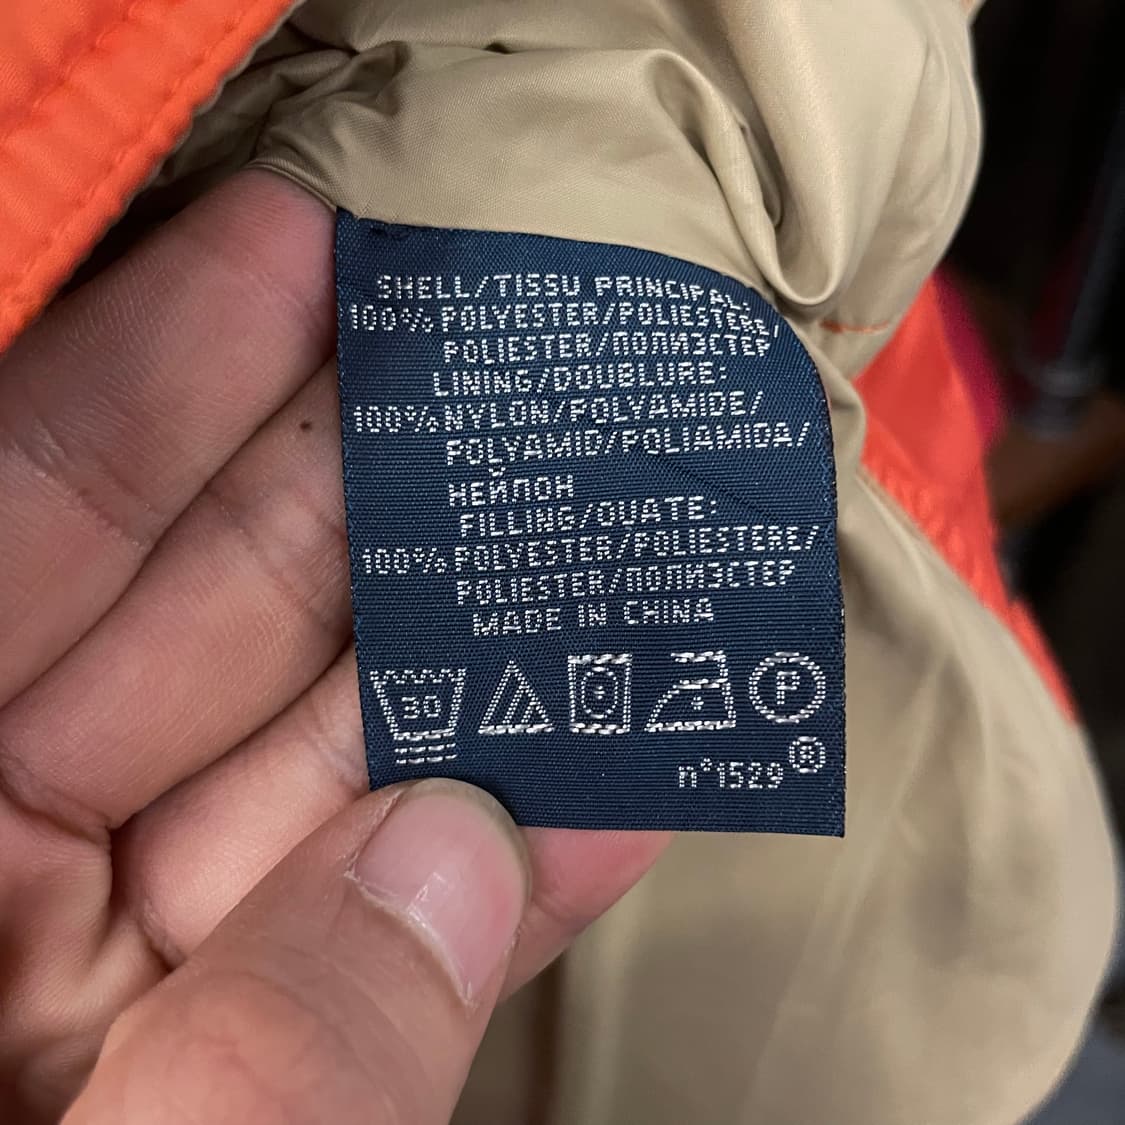 SHELL/TISSU PRINCIPAL:
100% POLYESTER/POLIESTERE/
POLIESTER/ПОЛИЭСТЕР
LINING/DOUBLURE:
100% NYLON/POLYAMIDE/
POLYAMID/POLIAMIDA/
НЕЙЛОН
FILLING/OUATE:
100% POLYESTER/POLIESTERE/
POLIESTER/ПОЛИЭСТЕР
MADE IN CHINA
30 P
n°1529®